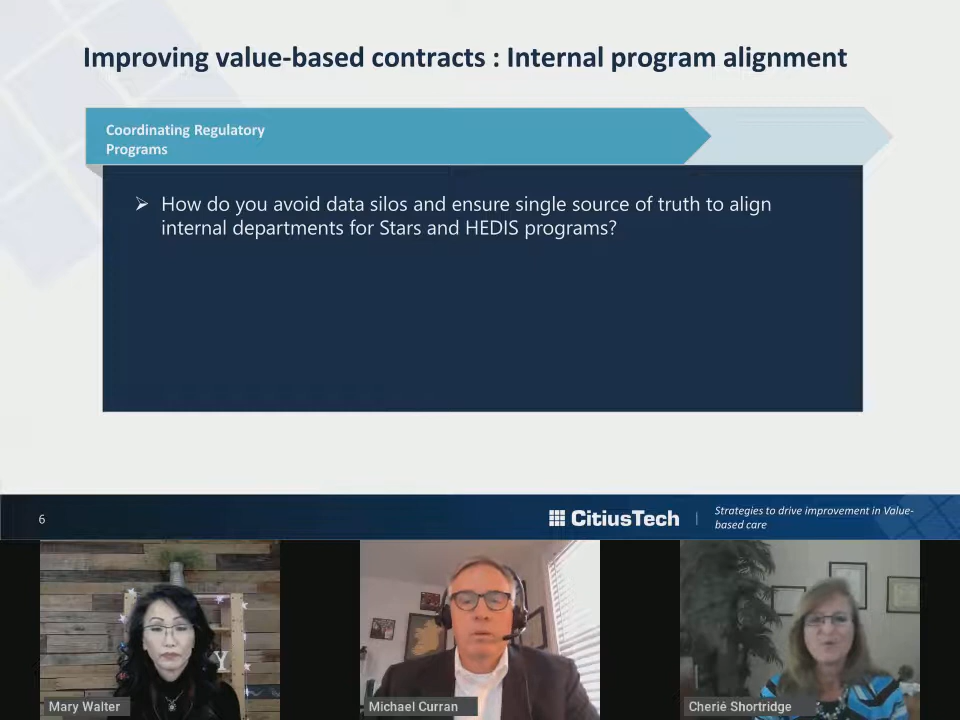 Improving value-based contracts : Internal program alignment
Coordinating Regulatory
Programs
➢ How do you avoid data silos and ensure single source of truth to align
internal departments for Stars and HEDIS programs?
6
CitiusTech
Strategies to drive improvement in Value-
based care
Y
Mary Walter
Michael Curran
Cherié Shortridge